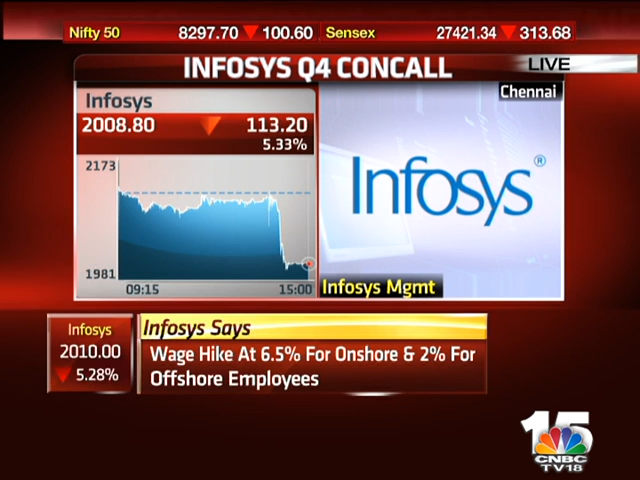 Nifty 50 8297.70 ▼ 100.60 Sensex 27421.34 ▼ 313.68
INFOSYS Q4 CONCALL
LIVE
Infosys
2008.80 ▼ 113.20
5.33%
2173
1981
09:15 15:00
Chennai
Infosys®
Infosys Mgmt
Infosys
2010.00
▼ 5.28%
Infosys Says
Wage Hike At 6.5% For Onshore & 2% For
Offshore Employees
15
CNBC
TV18